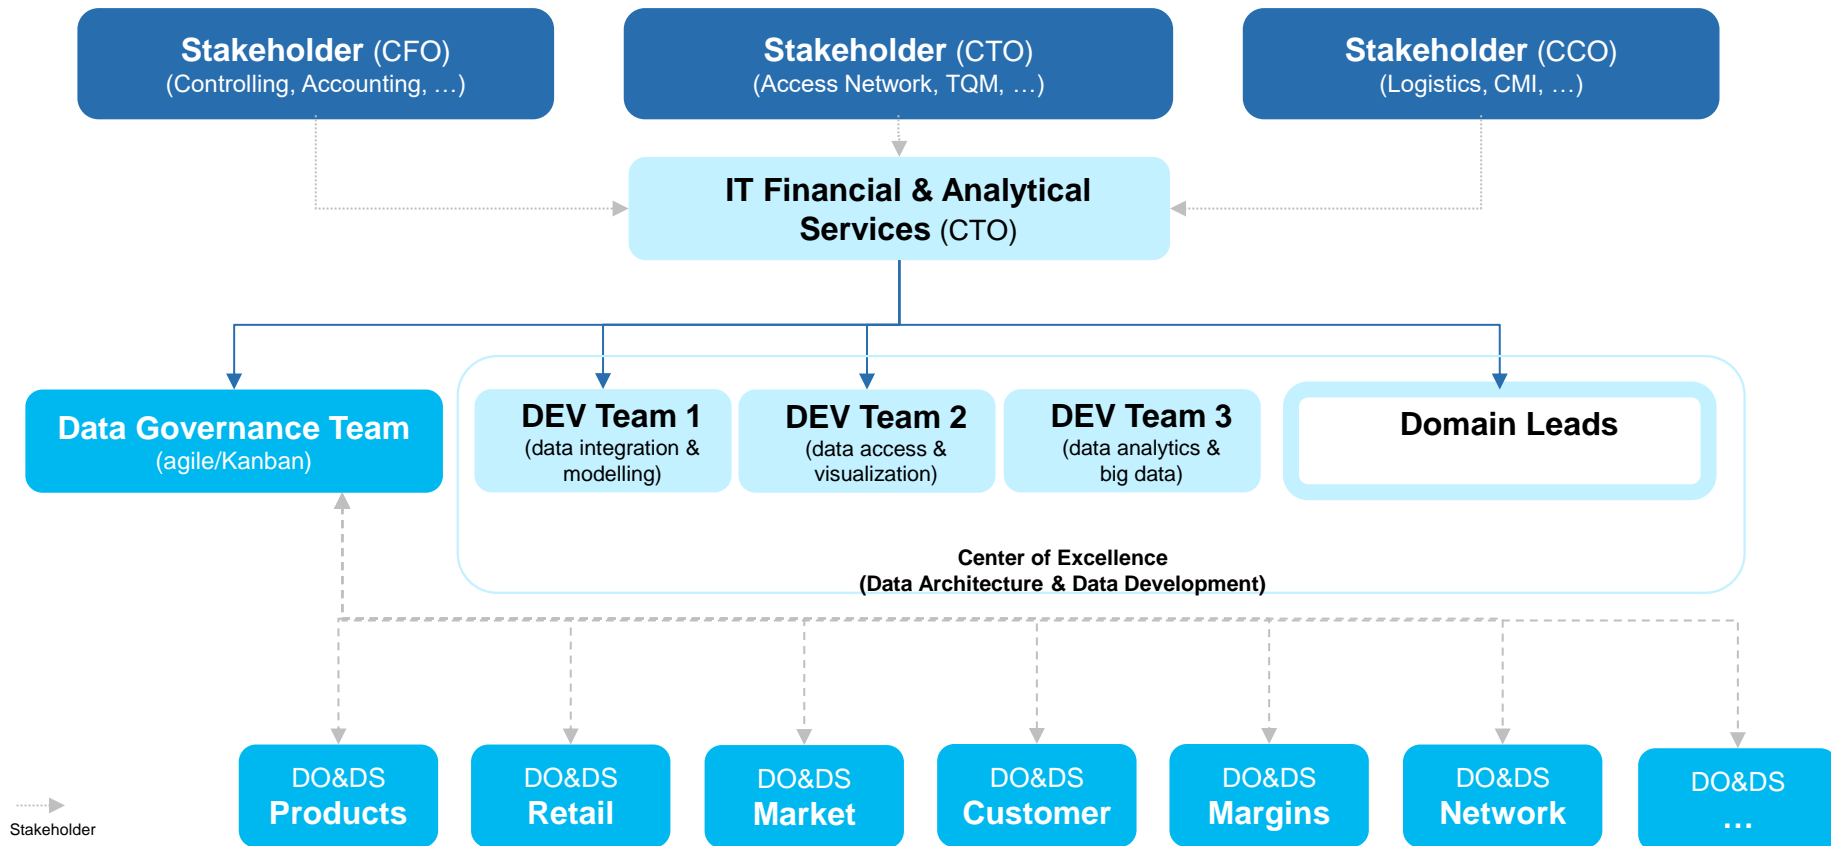 Stakeholder (CFO)
(Controlling, Accounting, …)
Stakeholder (CTO)
(Access Network, TQM, …)
Stakeholder (CCO)
(Logistics, CMI, …)
IT Financial & Analytical
Services (CTO)
Data Governance Team
(agile/Kanban)
DEV Team 1
(data integration &
modelling)
DEV Team 2
(data access &
visualization)
DEV Team 3
(data analytics &
big data)
Domain Leads
Center of Excellence
(Data Architecture & Data Development)
DO&DS
Products
DO&DS
Retail
DO&DS
Market
DO&DS
Customer
DO&DS
Margins
DO&DS
Network
DO&DS
…
Stakeholder